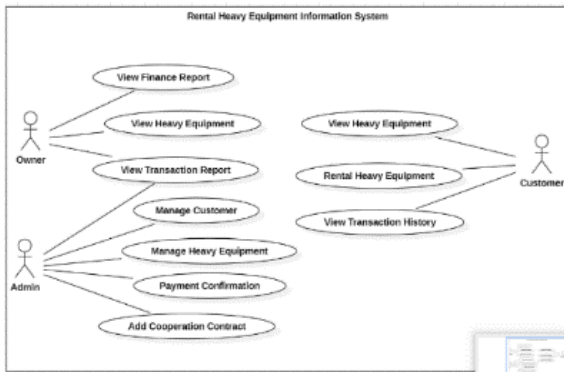 Rental Heavy Equipment Information System
View Finance Report
View Heavy Equipment
Owner
View Transaction Report
Manage Customer
Manage Heavy Equipment
Admin
Payment Confirmation
Add Cooperation Contract
View Heavy Equipment
Rental Heavy Equipment
Customer
View Transaction History